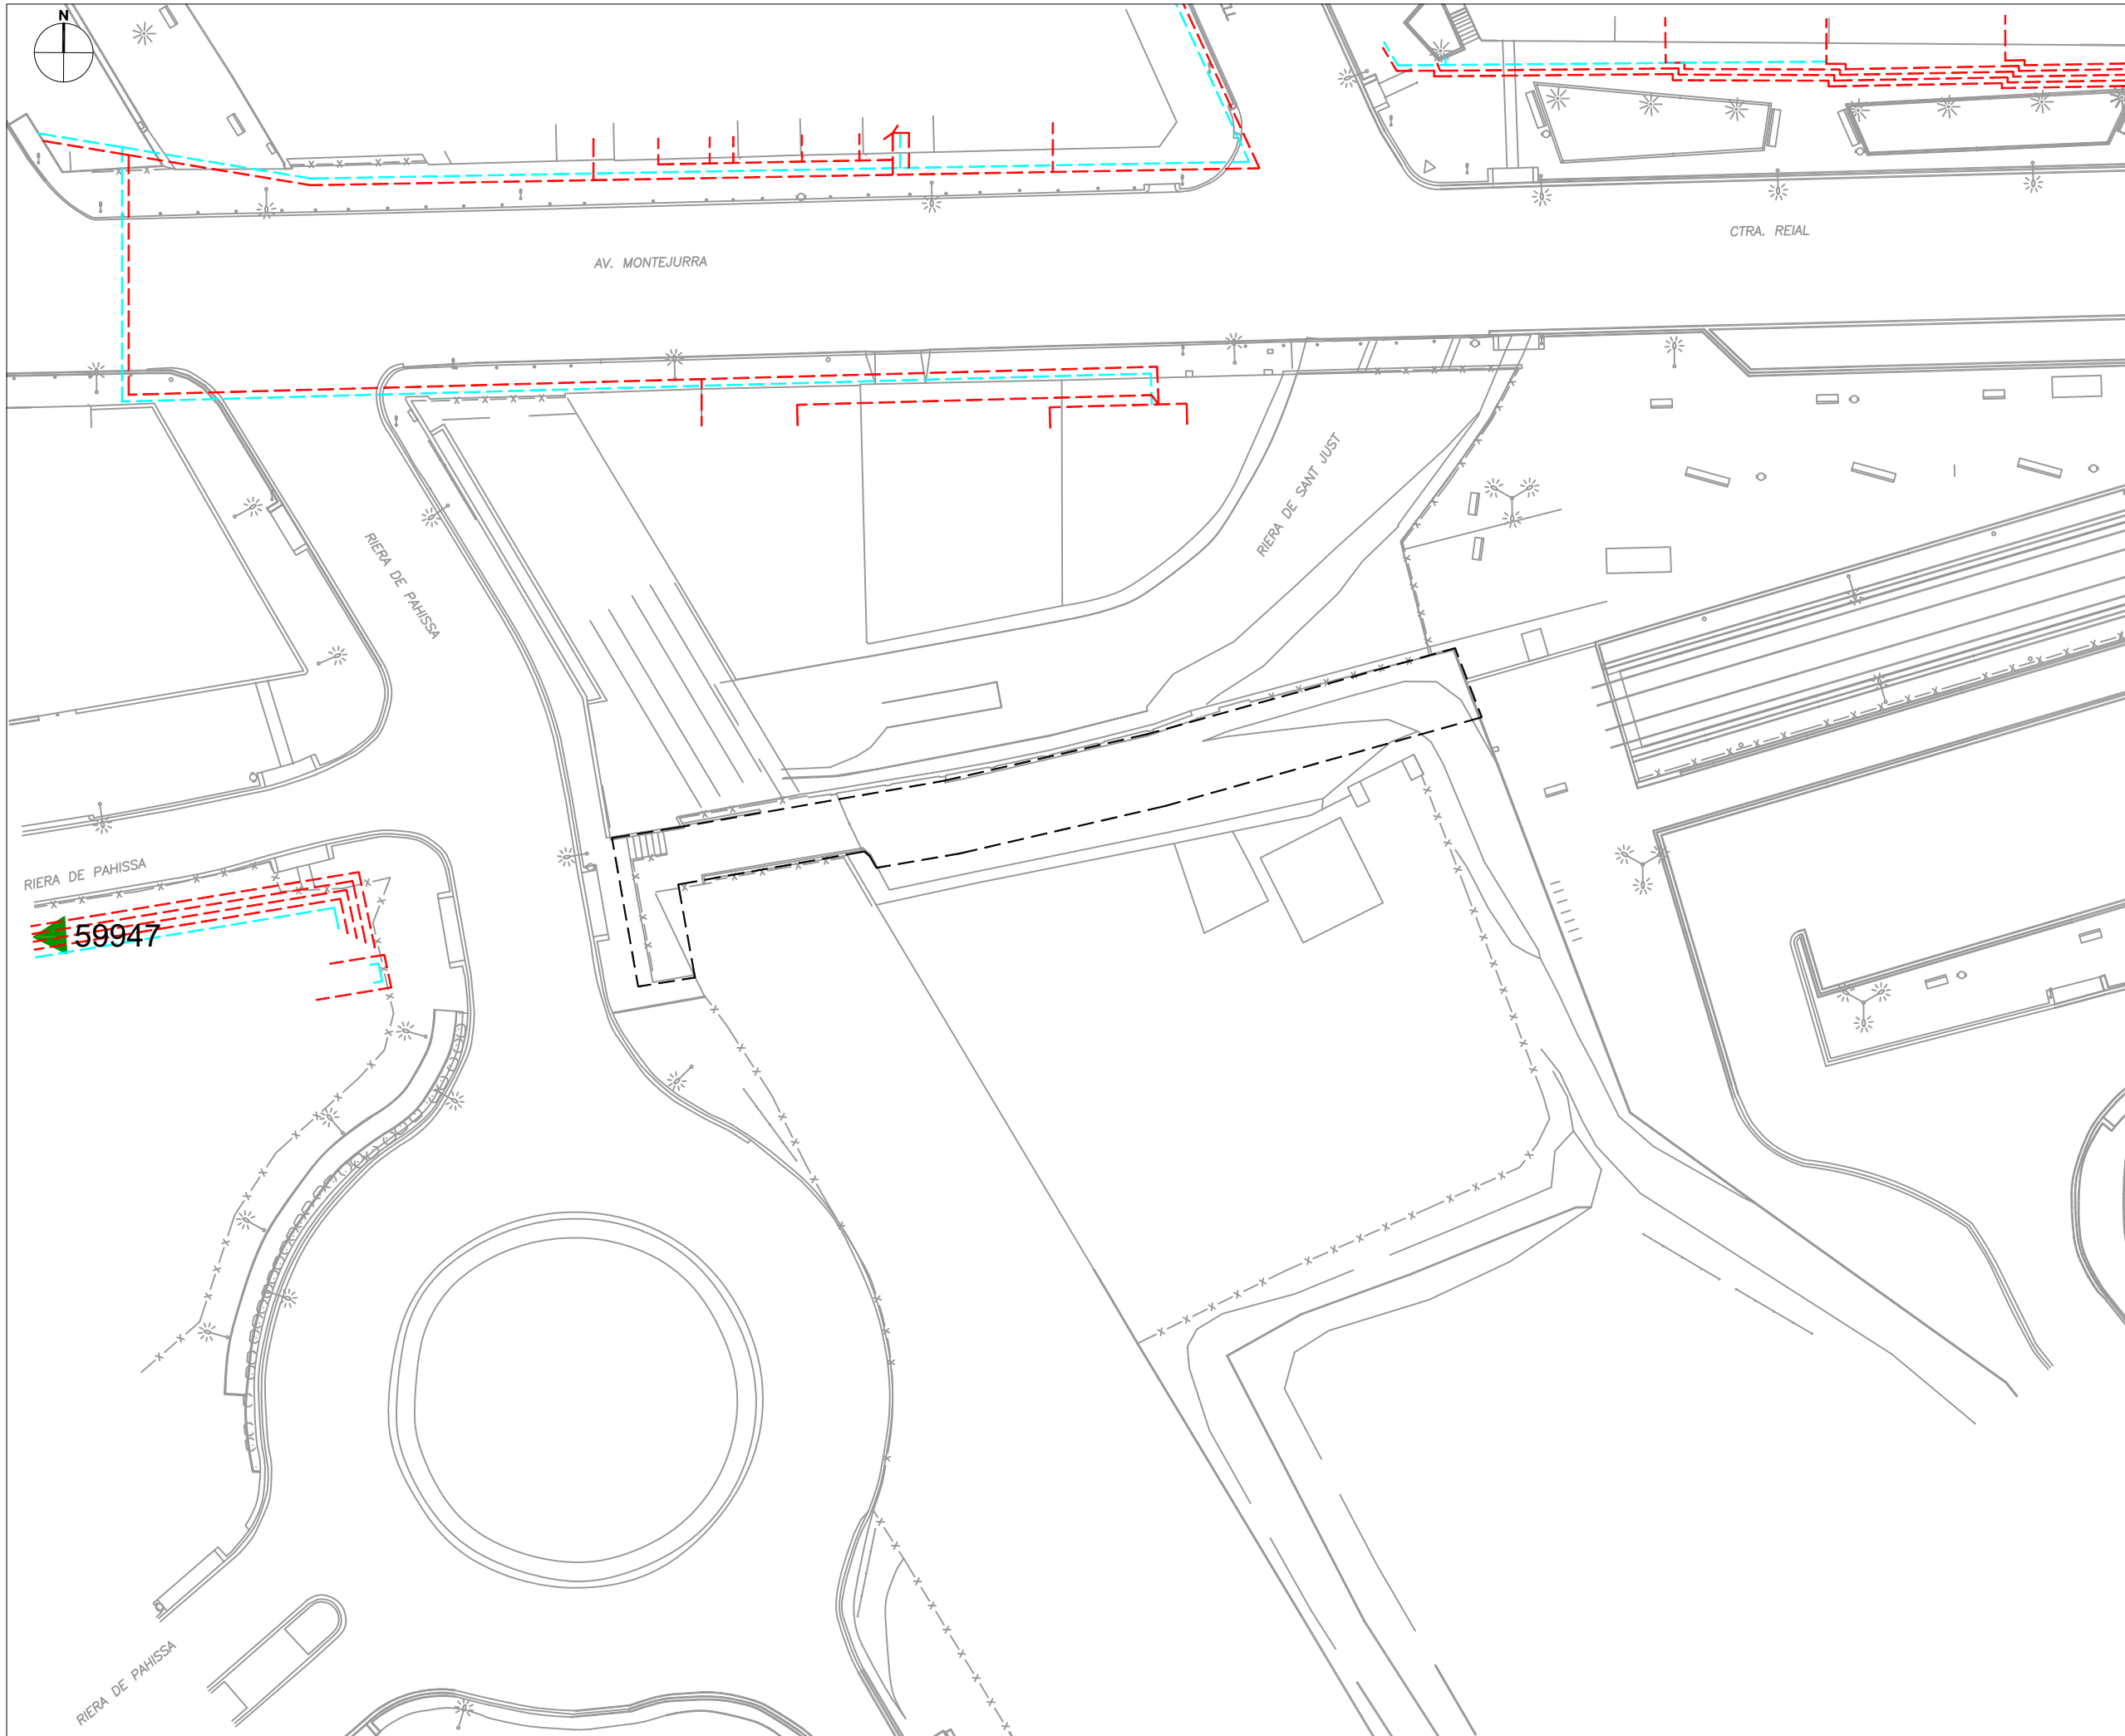 N
CTRA. REIAL
AV. MONTEJURRA
RIERA DE SANT JUST
RIERA DE PAHISSA
RIERA DE PAHISSA
59947
RIERA DE PAHISSA